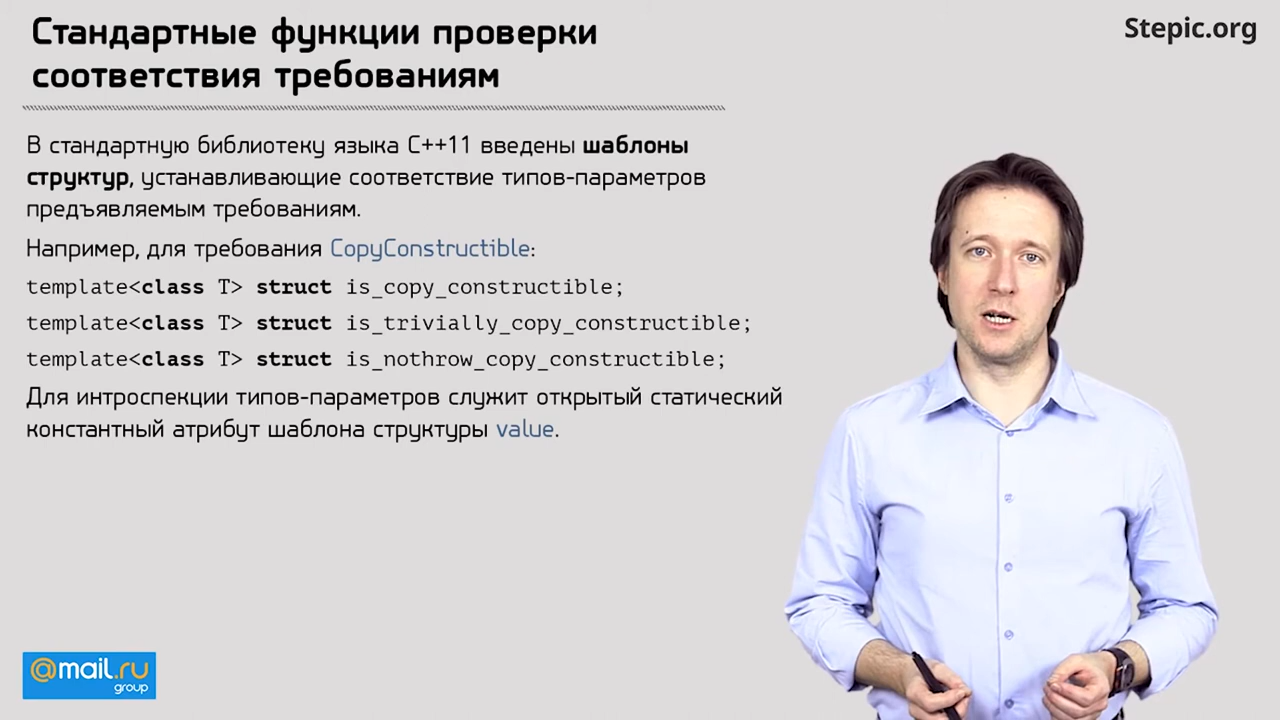 Стандартные функции проверки
соответствия требованиям
Stepic.org
В стандартную библиотеку языка C++11 введены шаблоны
структур, устанавливающие соответствие типов-параметров
предъявляемым требованиям.
Например, для требования CopyConstructible:
template<class T> struct is_copy_constructible;
template<class T> struct is_trivially_copy_constructible;
template<class T> struct is_nothrow_copy_constructible;
Для интроспекции типов-параметров служит открытый статический
константный атрибут шаблона структуры value.
@mail.ru
group